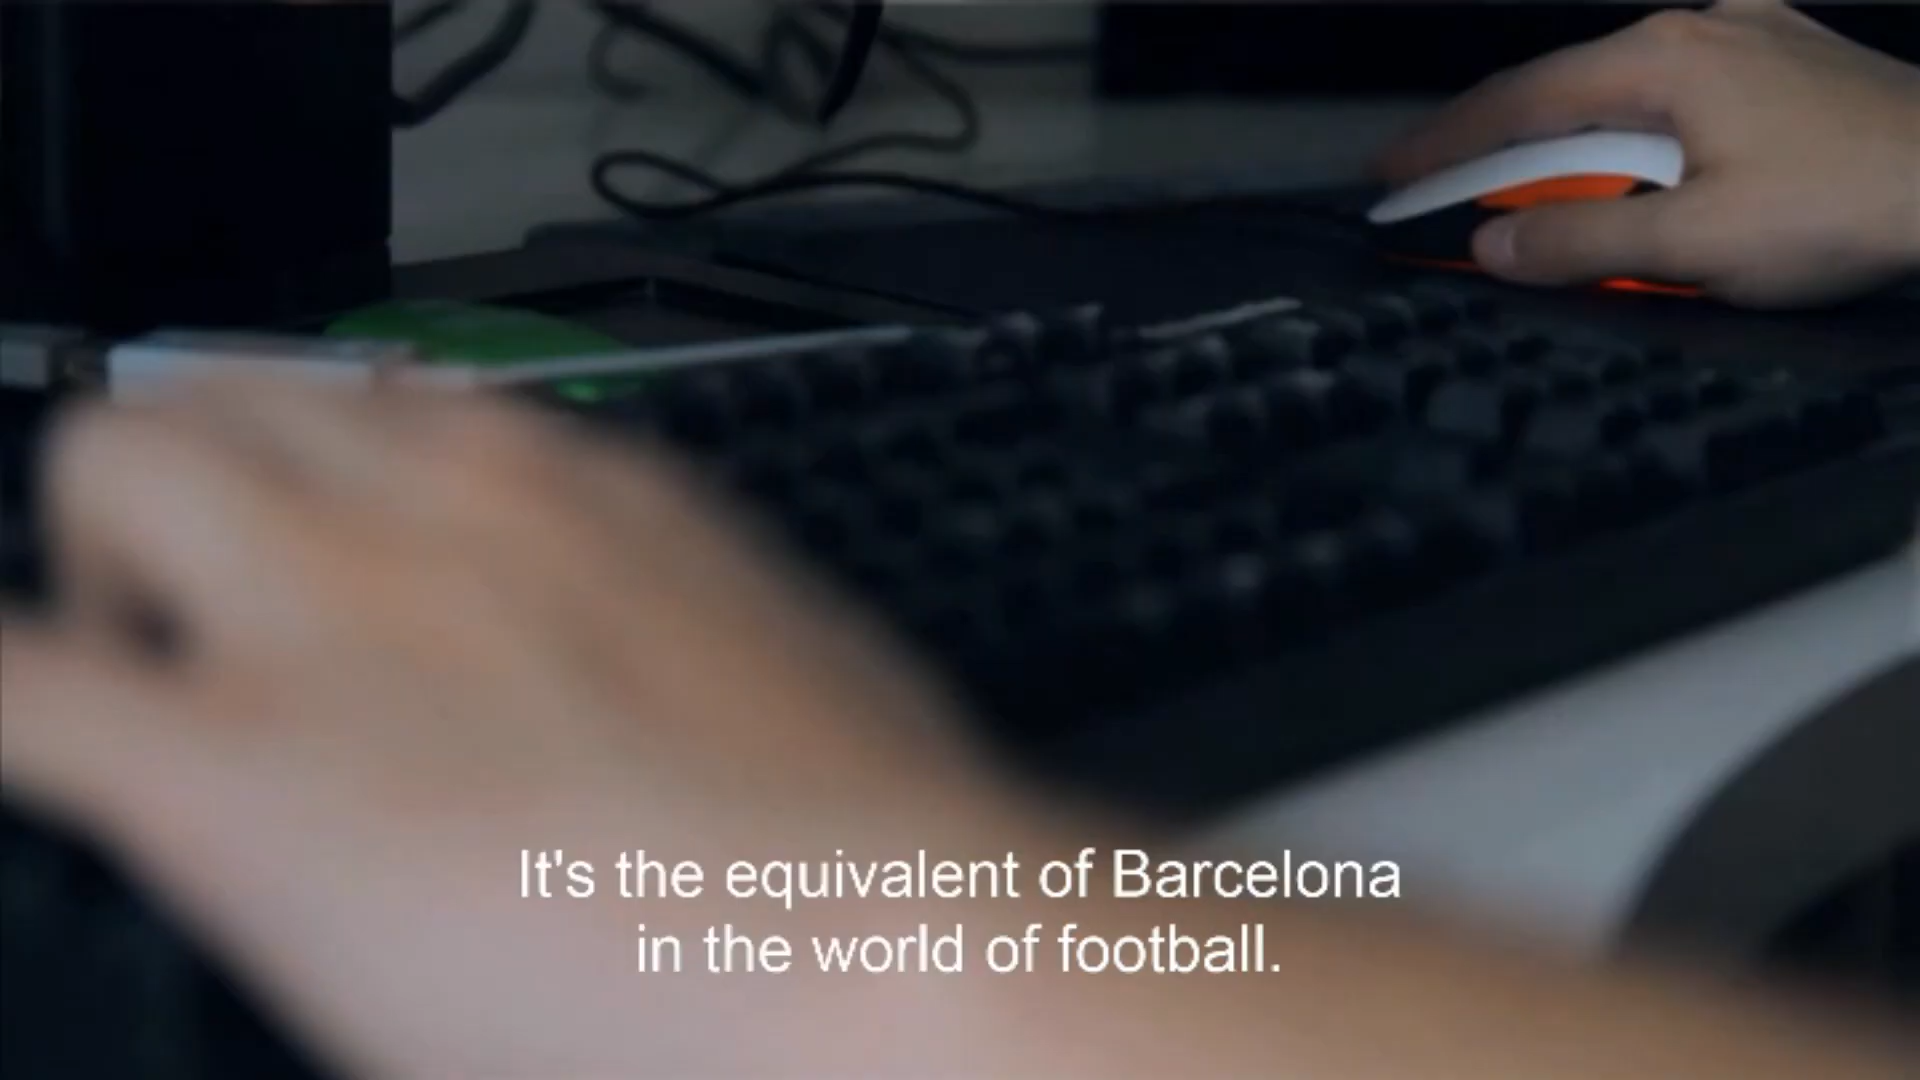 It's the equivalent of Barcelona
in the world of football.